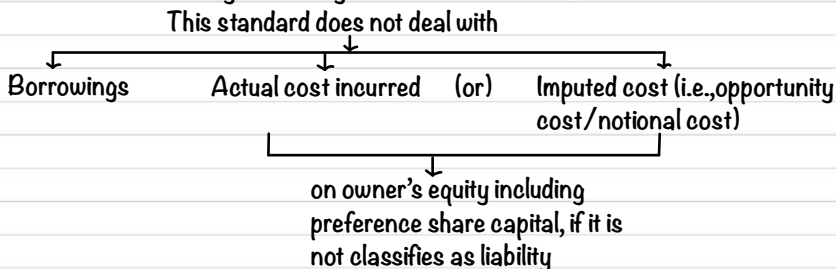 This standard does not deal with
Borrowings Actual cost incurred (or) Imputed cost (i.e.,opportunity
cost/notional cost)
on owner's equity including
preference share capital, if it is
not classifies as liability